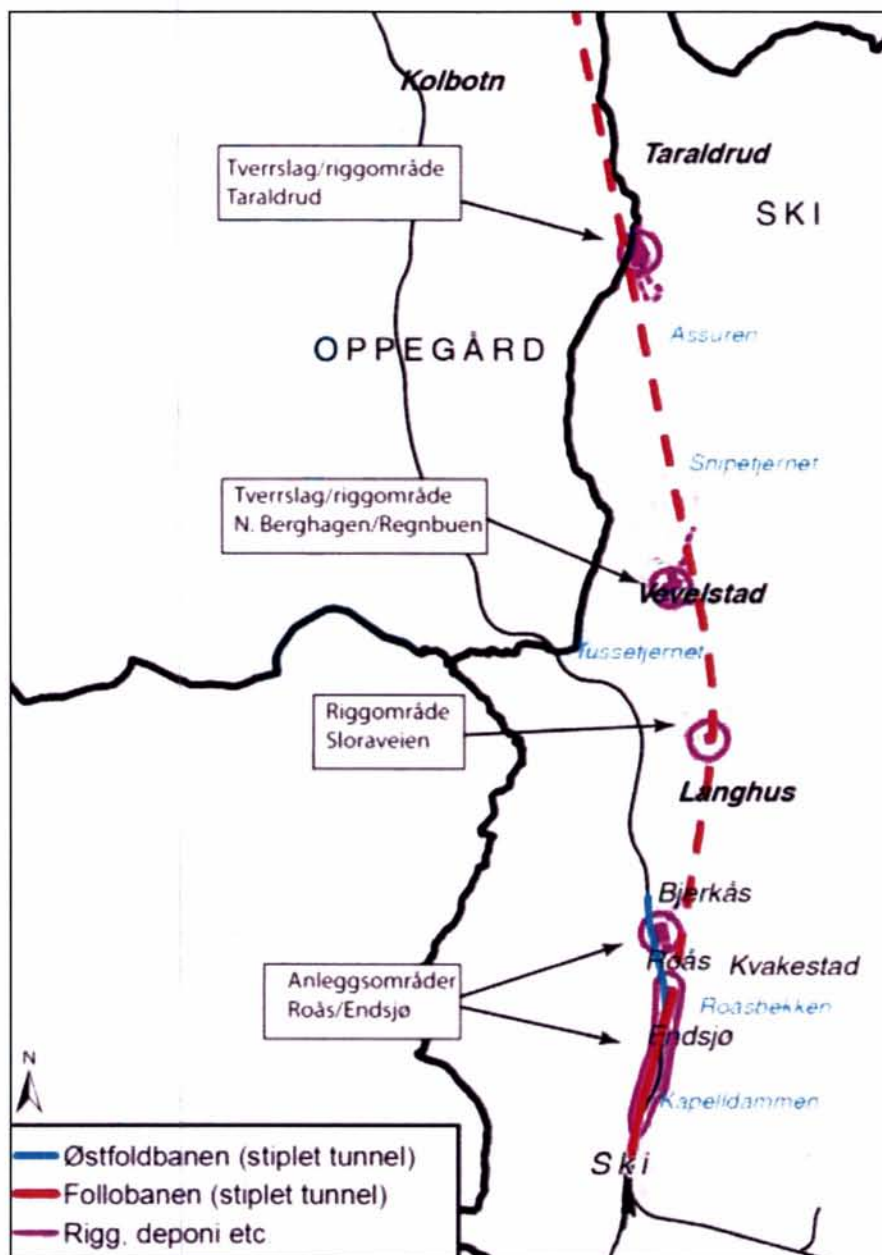 Kolbotn
Taraldrud
Tverrslag/riggområde
Taraldrud
SKI
Assuren
OPPEGÅRD
Snipetjernet
Tverrslag/riggområde
N. Berghagen/Regnbuen
Vevelstad
Tussetjernet
Riggområde
Sloraveien
Langhus
Bjerkås
Roås
Kvakestad
Anleggsområder
Roås/Endsjø
Roåsbekken
Endsjø
Kapelldammen
N
Ski
Østfoldbanen (stiplet tunnel)
Follobanen (stiplet tunnel)
Rigg, deponi etc